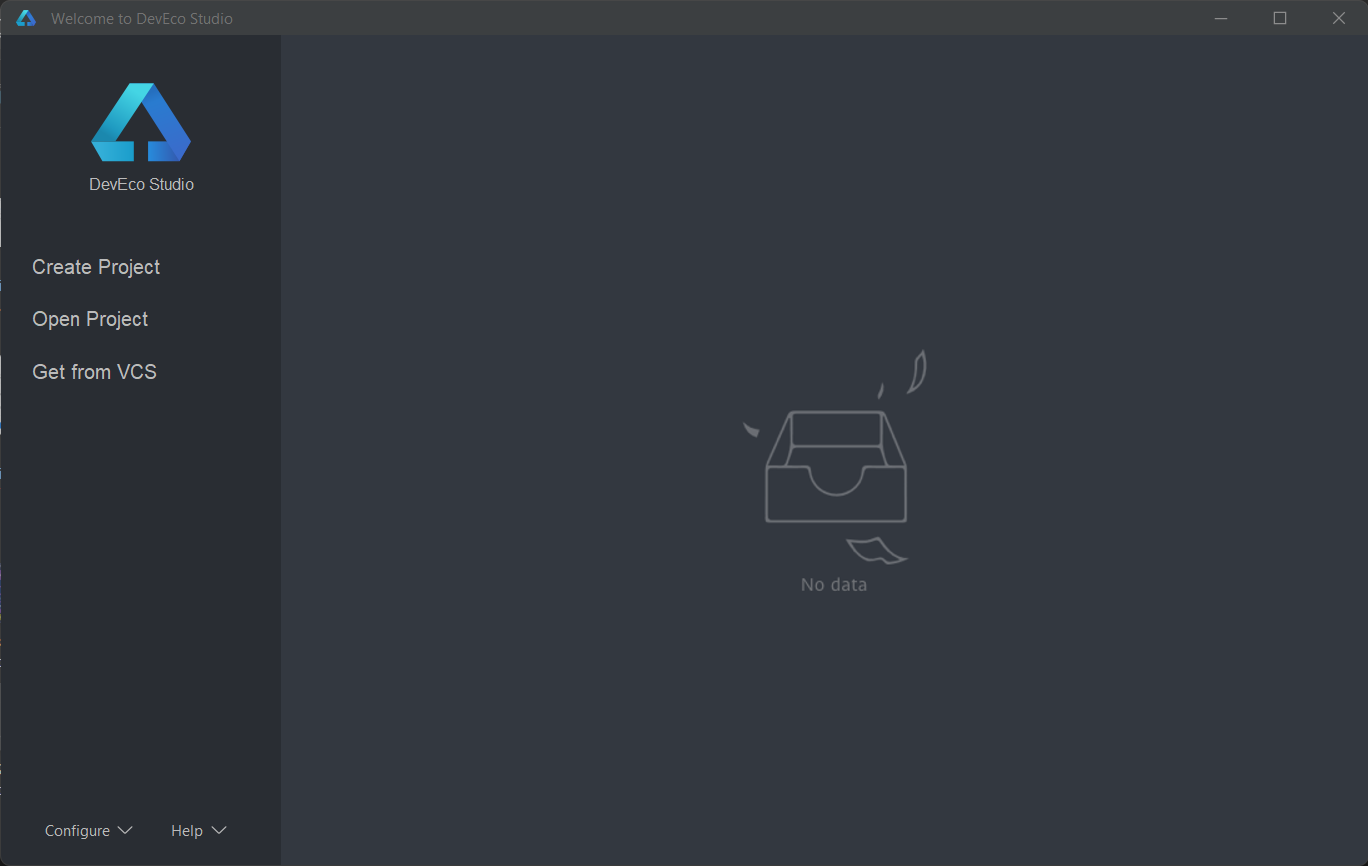 Welcome to DevEco Studio
DevEco Studio
Create Project
Open Project
Get from VCS
No data
Configure
Help